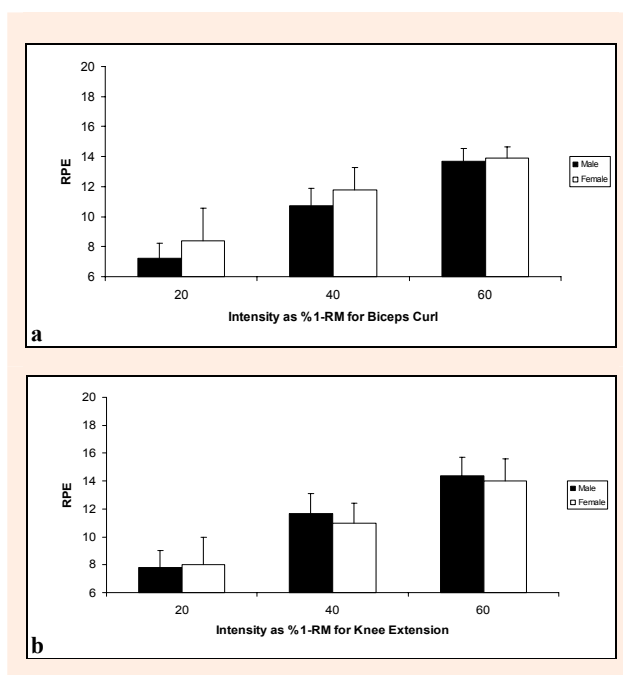 20
18
16
14
12
10
8
6
RPE
Male
Female
20 40 60
Intensity as %1-RM for Biceps Curl
a
20
18
16
14
12
10
8
6
RPE
Male
Female
20 40 60
Intensity as %1-RM for Knee Extension
b